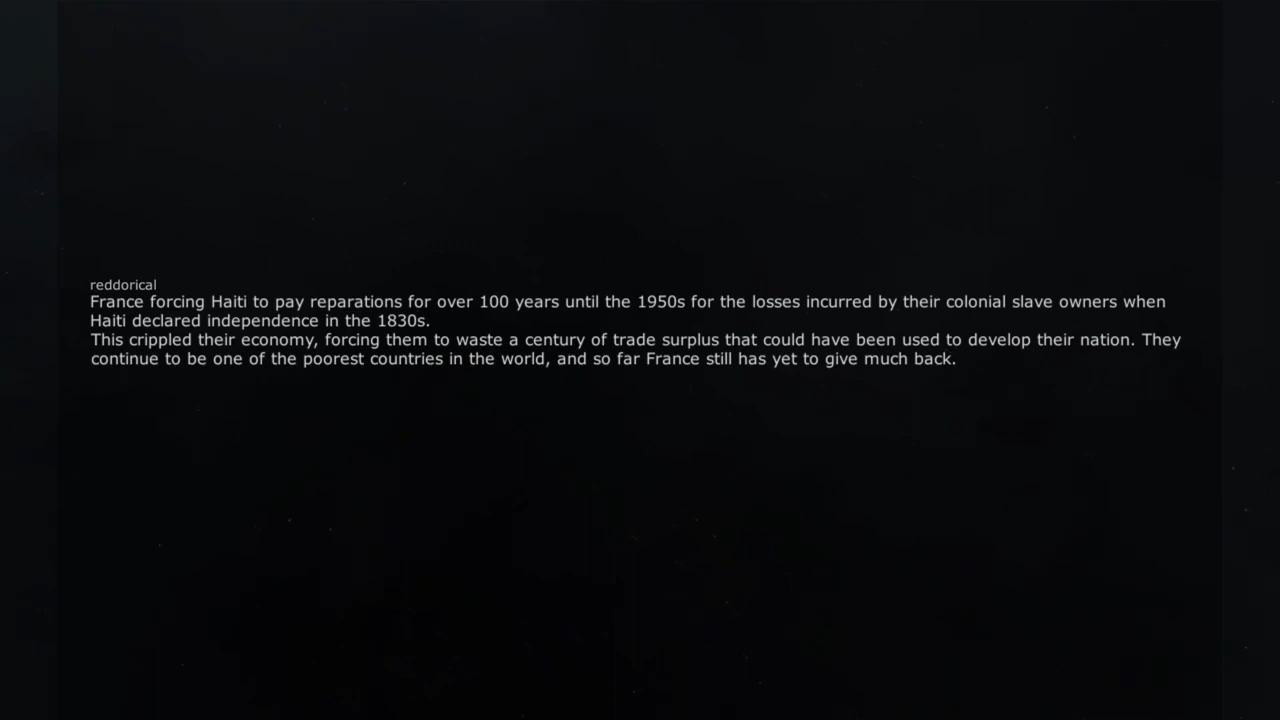 reddorical
France forcing Haiti to pay reparations for over 100 years until the 1950s for the losses incurred by their colonial slave owners when
Haiti declared independence in the 1830s.
This crippled their economy, forcing them to waste a century of trade surplus that could have been used to develop their nation. They
continue to be one of the poorest countries in the world, and so far France still has yet to give much back.